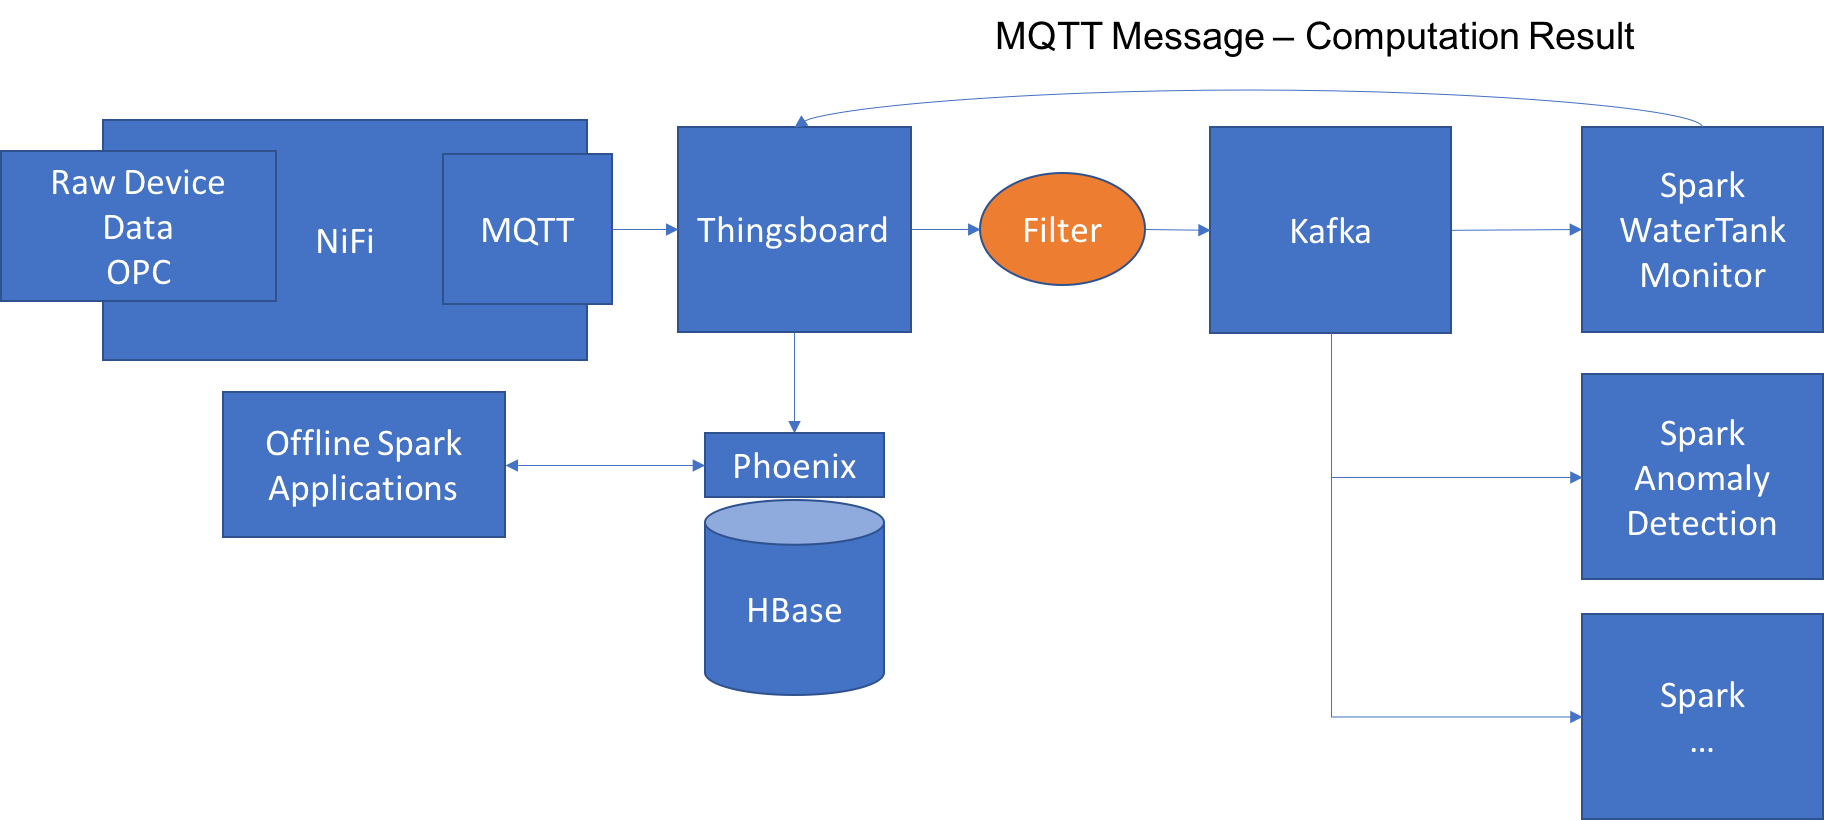 MQTT Message – Computation Result
Raw Device
Data
OPC
NiFi
MQTT
Thingsboard
Filter
Kafka
Spark
WaterTank
Monitor
Offline Spark
Applications
Phoenix
HBase
Spark
Anomaly
Detection
Spark
...